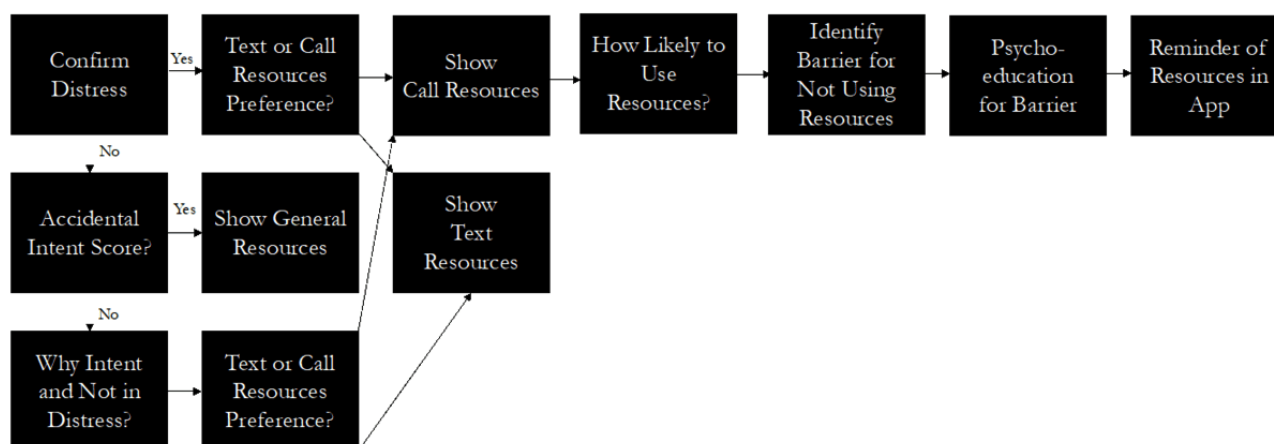 Confirm
Distress
Yes
Text or Call
Resources
Preference?
Show
Call Resources
How Likely to
Use
Resources?
Identify
Barrier for
Not Using
Resources
Psycho-
education
for Barrier
Reminder of
Resources in
App
No
Accidental
Intent Score?
Yes
Show General
Resources
Show
Text
Resources
No
Why Intent
and Not in
Distress?
Text or Call
Resources
Preference?